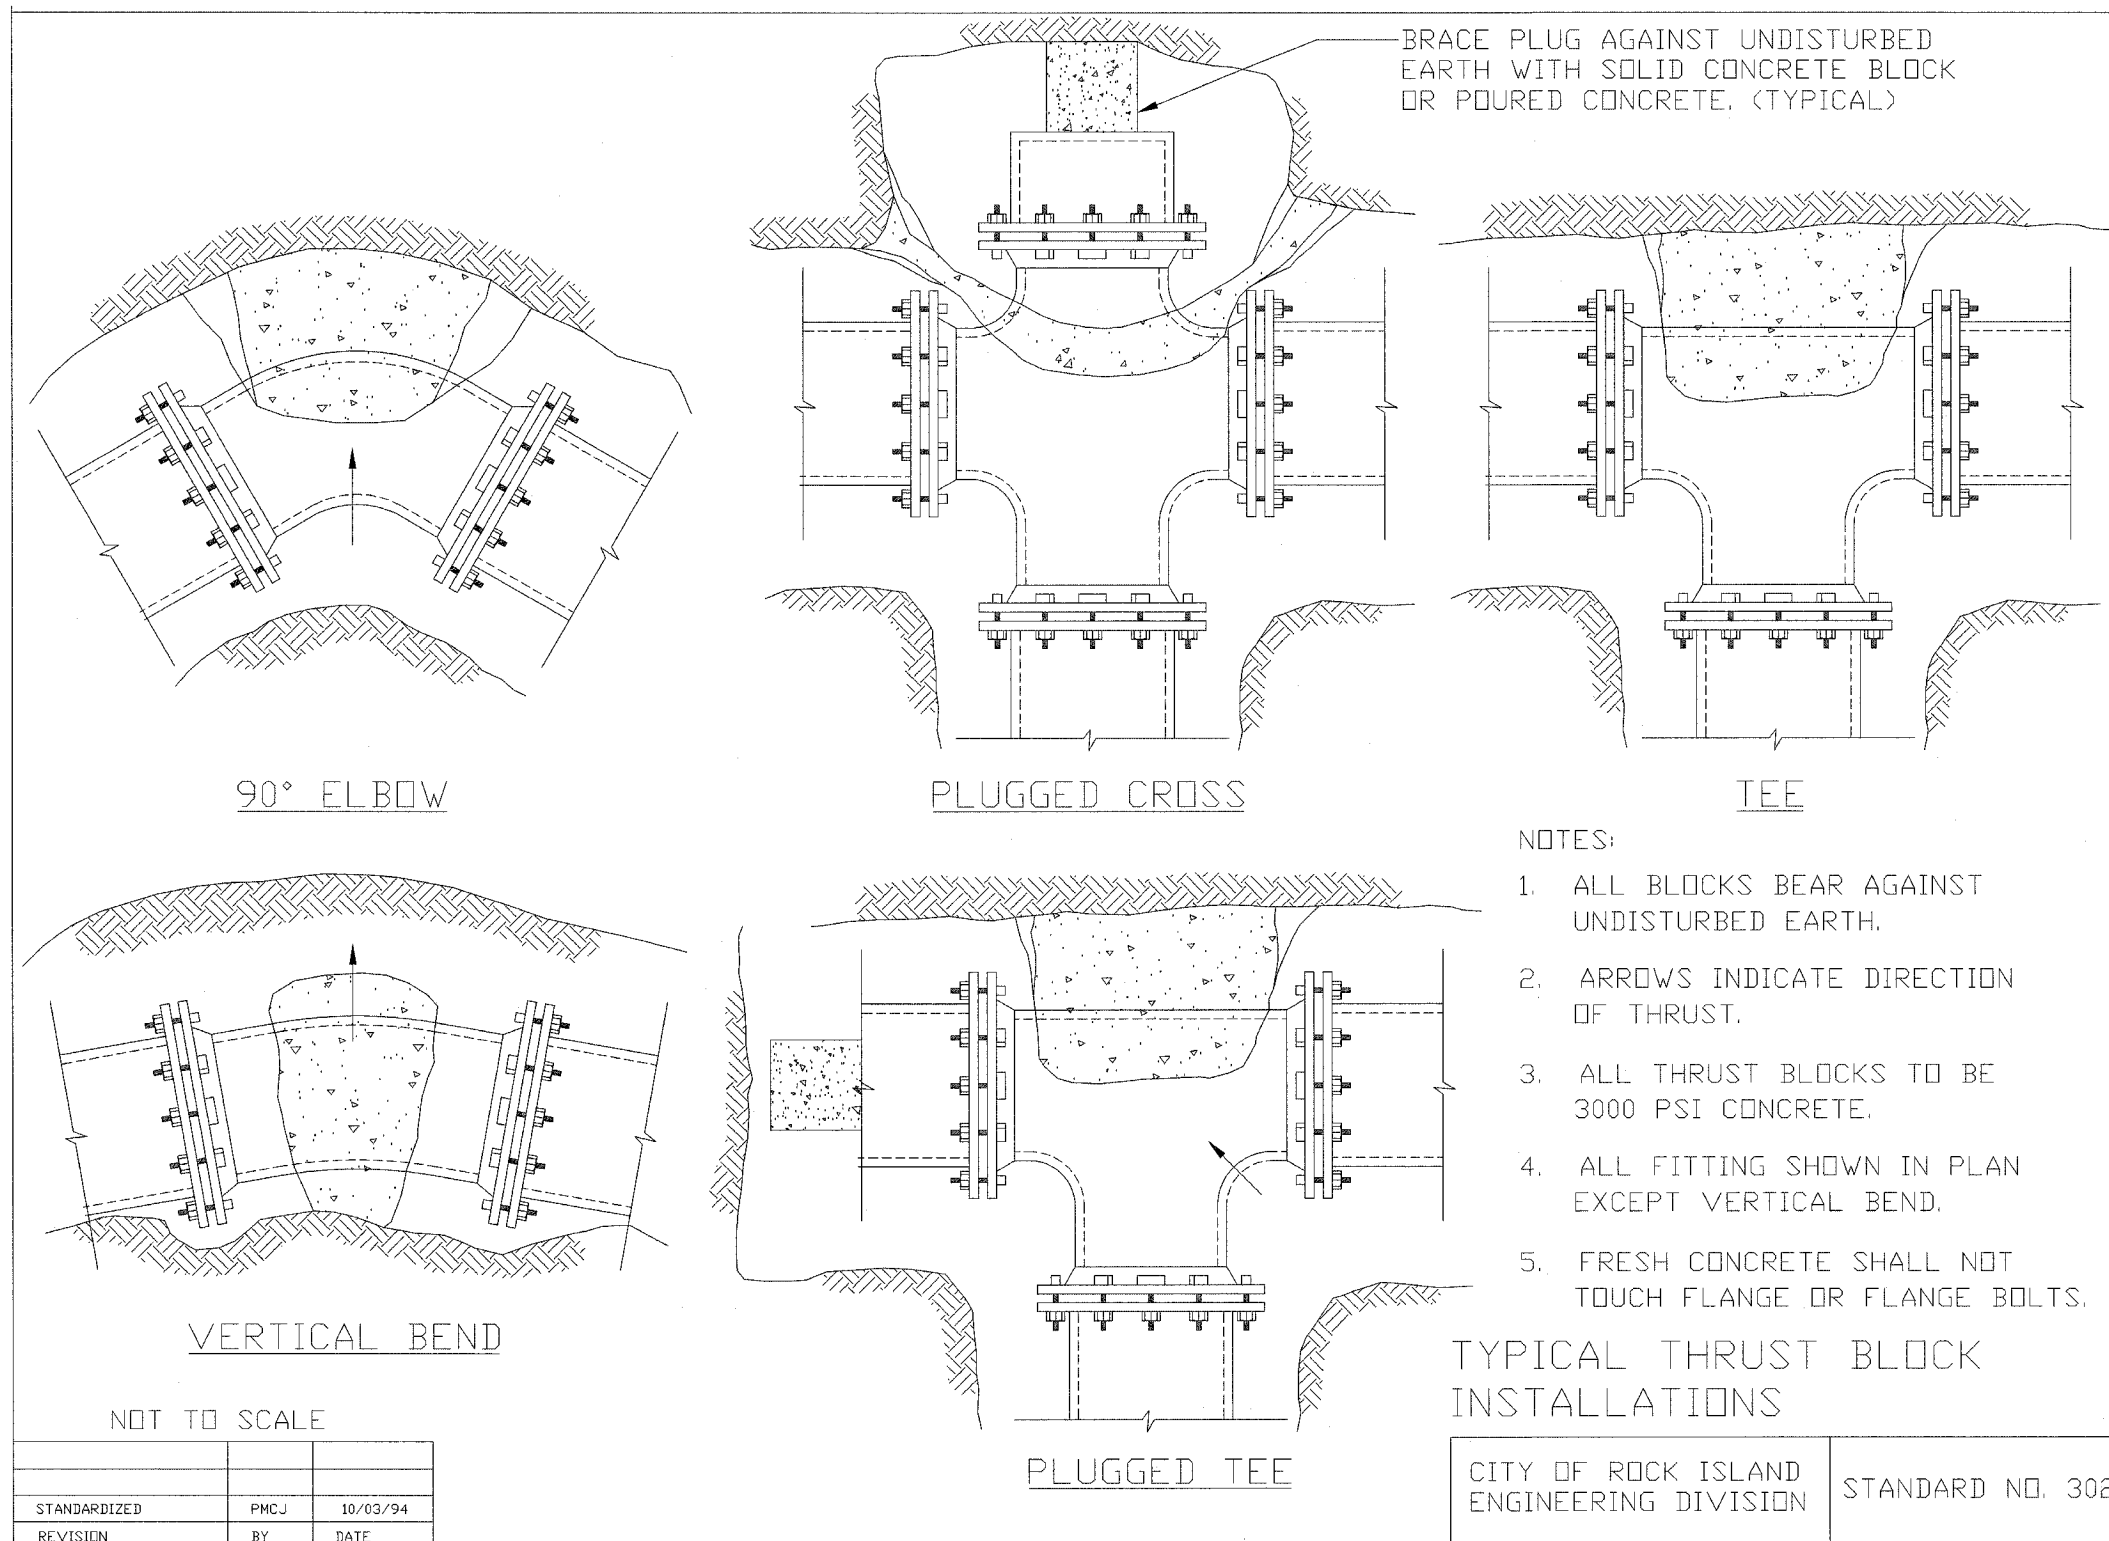 BRACE PLUG AGAINST UNDISTURBED
EARTH WITH SOLID CONCRETE BLOCK
OR POURED CONCRETE. (TYPICAL)
90° ELBOW
PLUGGED CROSS
TEE
NOTES:
1. ALL BLOCKS BEAR AGAINST
UNDISTURBED EARTH.
2. ARROWS INDICATE DIRECTION
OF THRUST.
3. ALL THRUST BLOCKS TO BE
3000 PSI CONCRETE.
4. ALL FITTING SHOWN IN PLAN
EXCEPT VERTICAL BEND.
5. FRESH CONCRETE SHALL NOT
TOUCH FLANGE OR FLANGE BOLTS.
VERTICAL BEND
PLUGGED TEE
TYPICAL THRUST BLOCK
INSTALLATIONS
NOT TO SCALE
STANDARDIZED PMCJ 10/03/94
REVISION BY DATE
CITY OF ROCK ISLAND
ENGINEERING DIVISION
STANDARD NO. 302